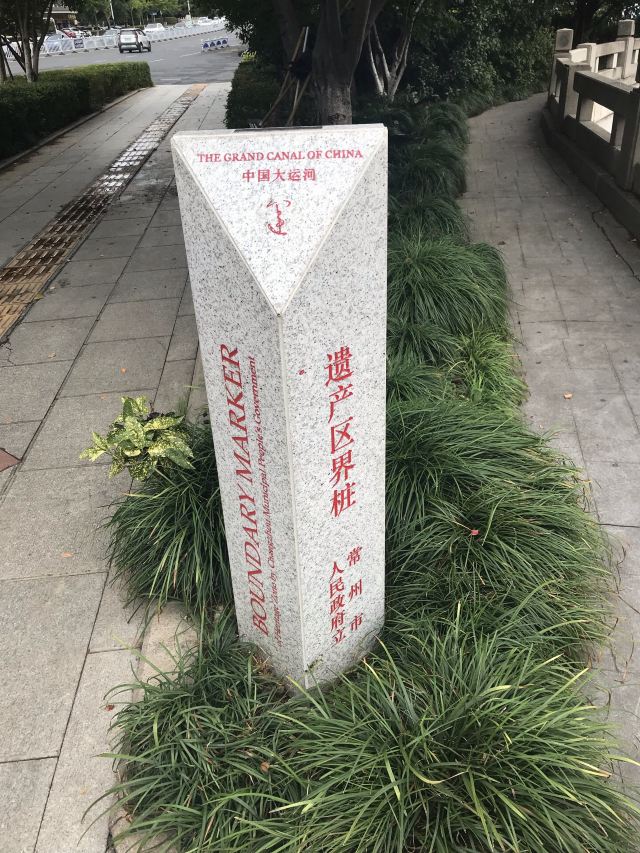 THE GRAND CANAL OF CHINA
中国大运河
BOUNDARY MARKER
Heritage by Changzhou Municipal People's Government
遗产区界桩
常州市
人民政府立